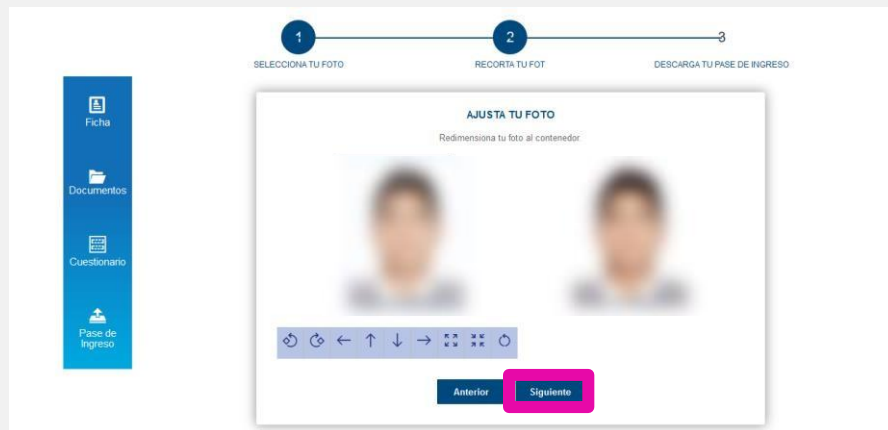 1
2
3
SELECCIONA TU FOTO
RECORTA TU FOT
DESCARGA TU PASE DE INGRESO
Ficha
Documentos
Cuestionario
Pase de
Ingreso
AJUSTA TU FOTO
Redimensiona tu foto al contenedor.
Anterior
Siguiente